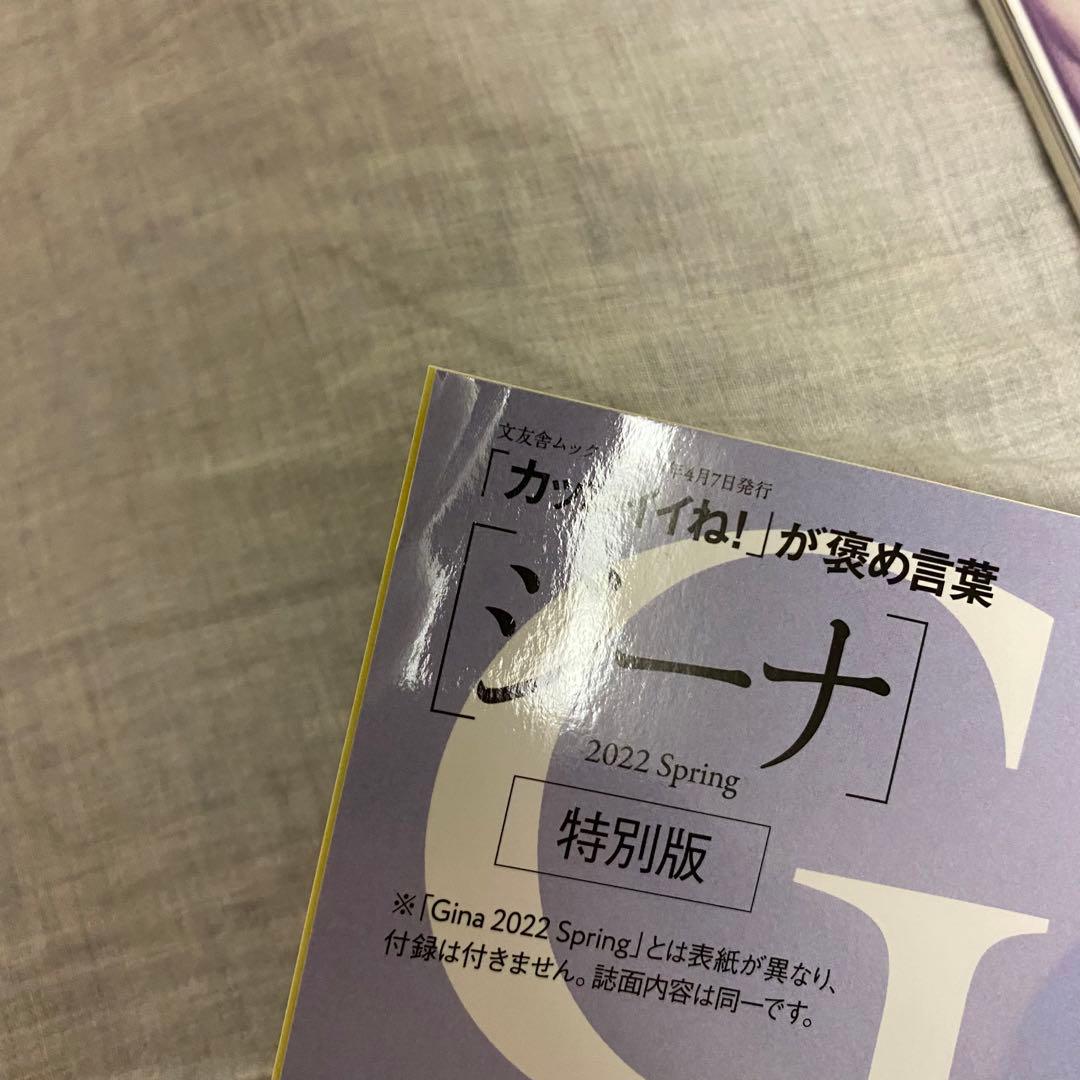 文友舎ムック 年4月7日発行
「カッ イイね!」が褒め言葉
[ジーナ]
2022 Spring
特別版
※「Gina 2022 Spring」とは表紙が異なり、
付録は付きません。誌面内容は同一です。
G